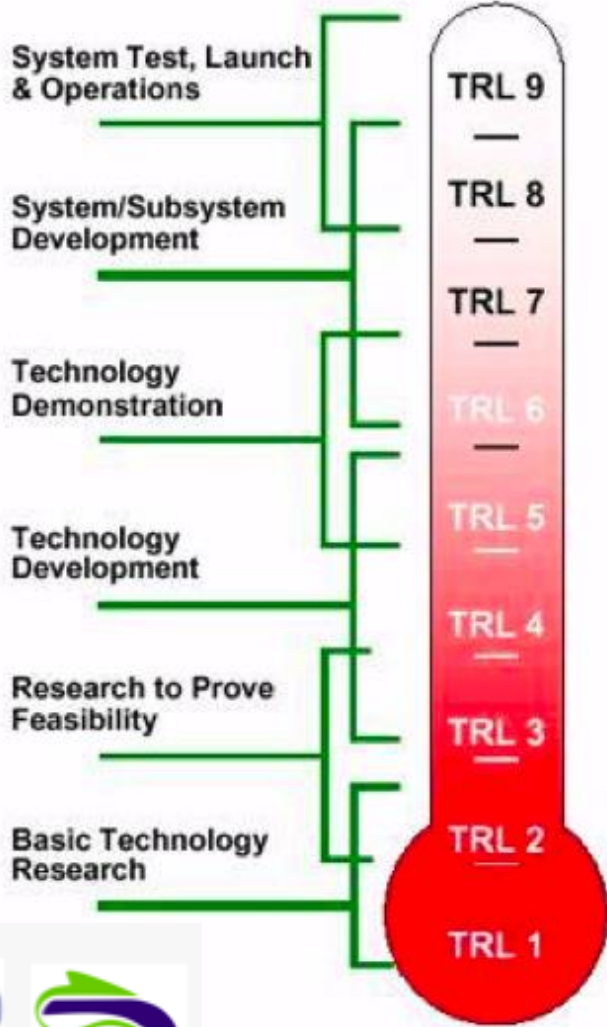 System Test, Launch
& Operations
System/Subsystem
Development
Technology
Demonstration
Technology
Development
Research to Prove
Feasibility
Basic Technology
Research
TRL 9
TRL 8
TRL 7
TRL 6
TRL 5
TRL 4
TRL 3
TRL 2
TRL 1